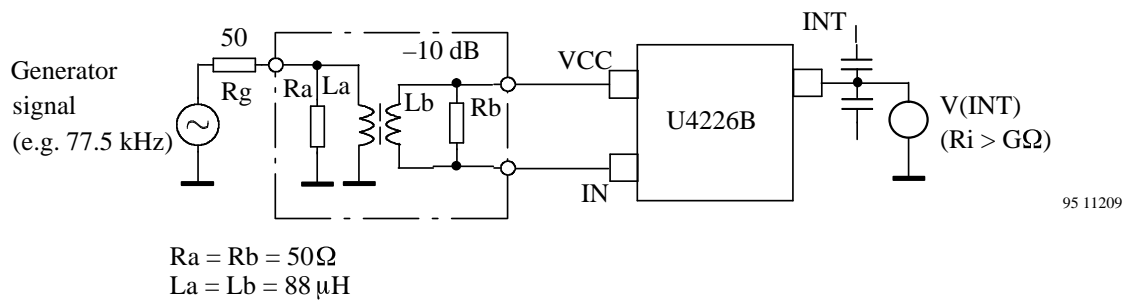 50
Rg
Generator
signal
(e.g. 77.5 kHz)
Ra
La
Lb
Rb
–10 dB
VCC
IN
U4226B
INT
V(INT)
(Ri > GΩ)
95 11209
Ra = Rb = 50Ω
La = Lb = 88 µH